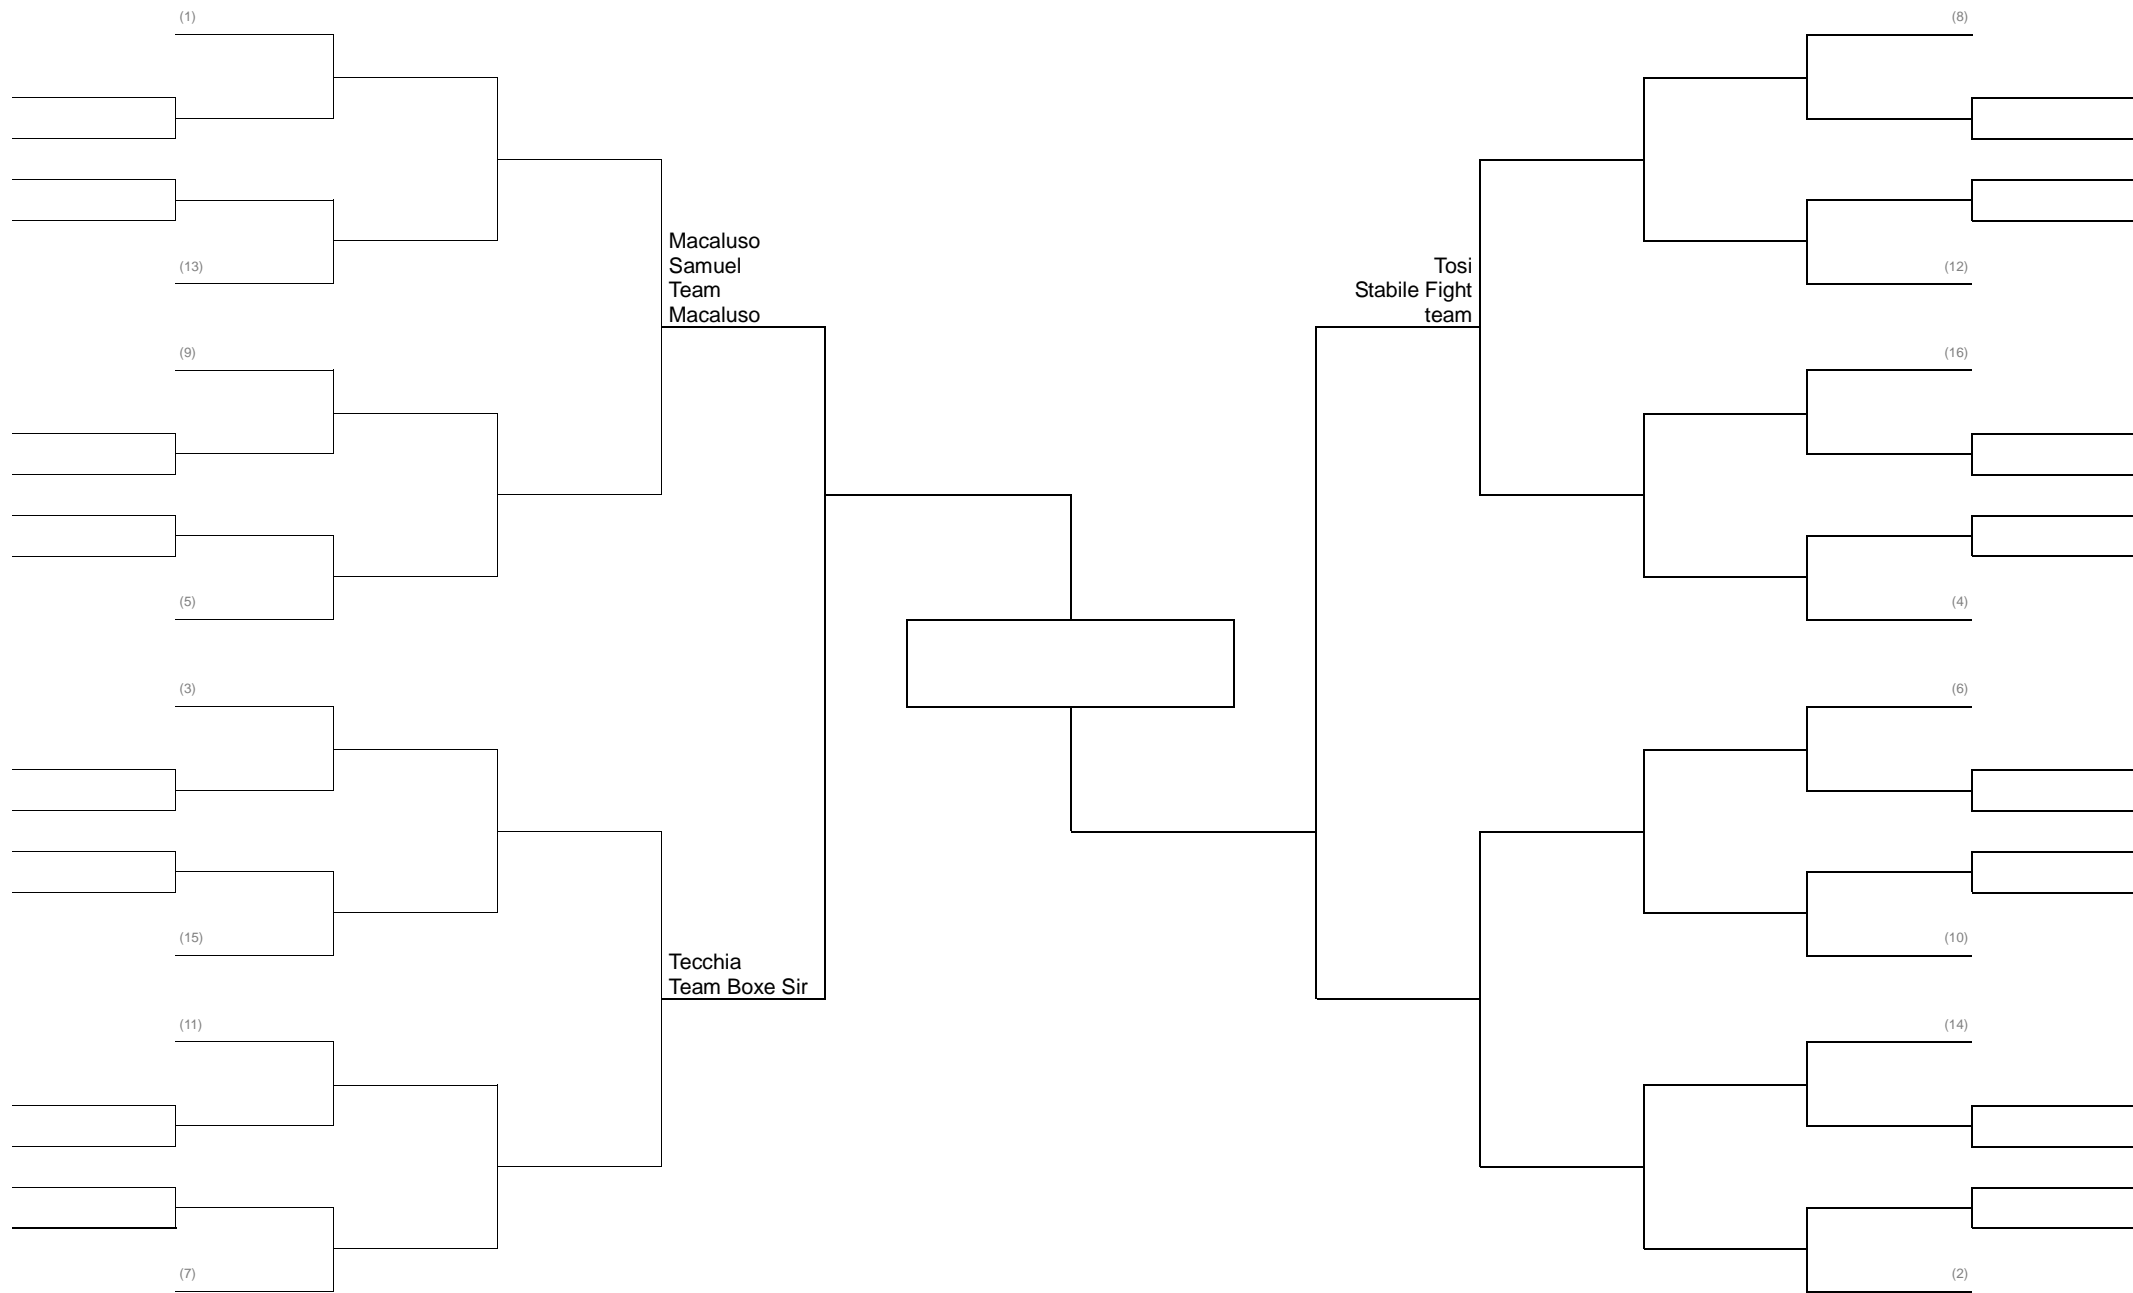 (1)
(13)
(9)
(5)
(3)
(15)
(11)
(7)
Macaluso
Samuel
Team
Macaluso
Tecchia
Team Boxe Sir
Tosi
Stabile Fight
team
(8)
(12)
(16)
(4)
(6)
(10)
(14)
(2)